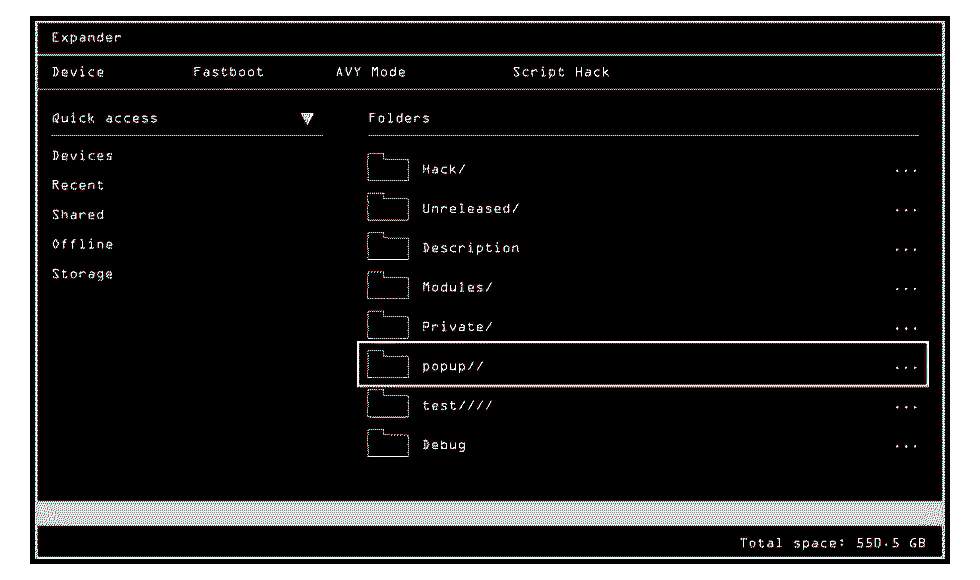 Expander
Device Fastboot AVY Mode Script Hack
Quick access
Devices
Recent
Shared
Offline
Storage
Folders
Hack/ ...
Unreleased/ ...
Description ...
Modules/ ...
Private/ ...
popup// ...
test//// ...
Debug ...
Total space: 550.5 GB